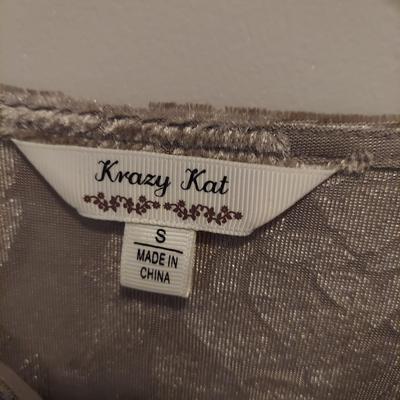 Krazy Kat
S
MADE IN
CHINA